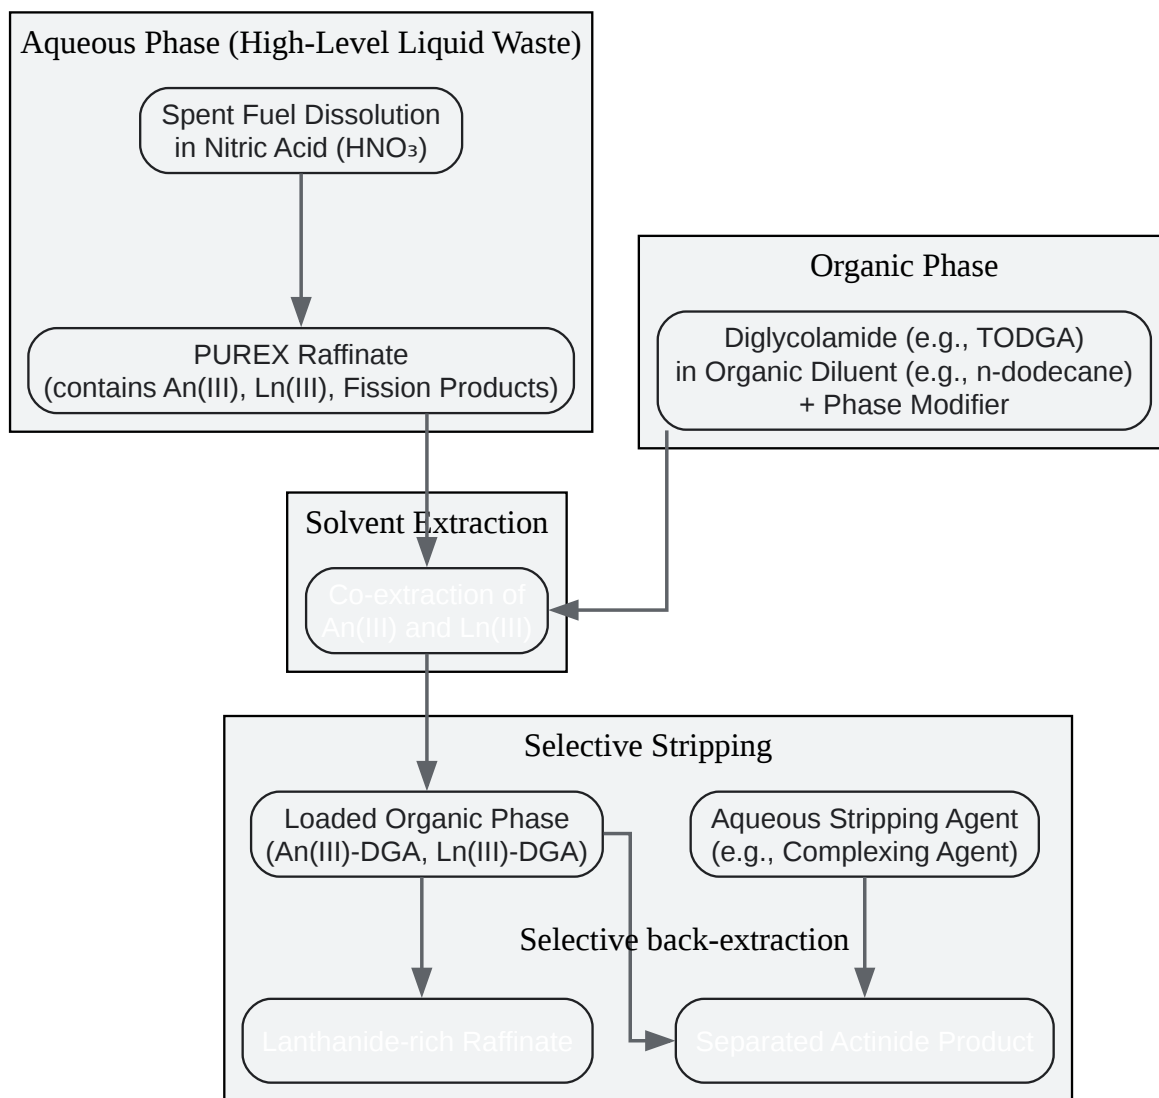 Aqueous Phase (High-Level Liquid Waste)
Spent Fuel Dissolution
in Nitric Acid (HNO₃)
PUREX Raffinate
(contains An(III), Ln(III), Fission Products)
Organic Phase
Diglycolamide (e.g., TODGA)
in Organic Diluent (e.g., n-dodecane)
+ Phase Modifier
Solvent Extraction
Co-extraction of
An(III) and Ln(III)
Selective Stripping
Loaded Organic Phase
(An(III)-DGA, Ln(III)-DGA)
Aqueous Stripping Agent
(e.g., Complexing Agent)
Selective back-extraction
Lanthanide-rich Raffinate
Separated Actinide Product